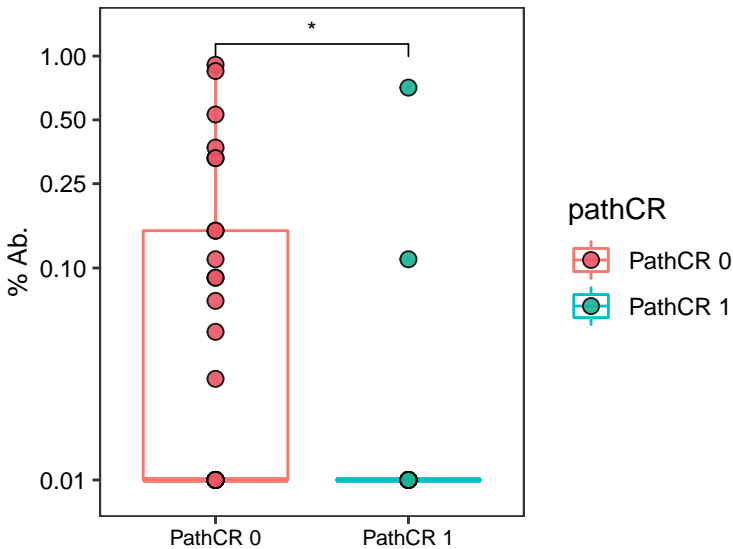 *
1.00
0.50
0.25
0.10
0.01
% Ab.
PathCR 0
PathCR 1
pathCR
PathCR 0
PathCR 1